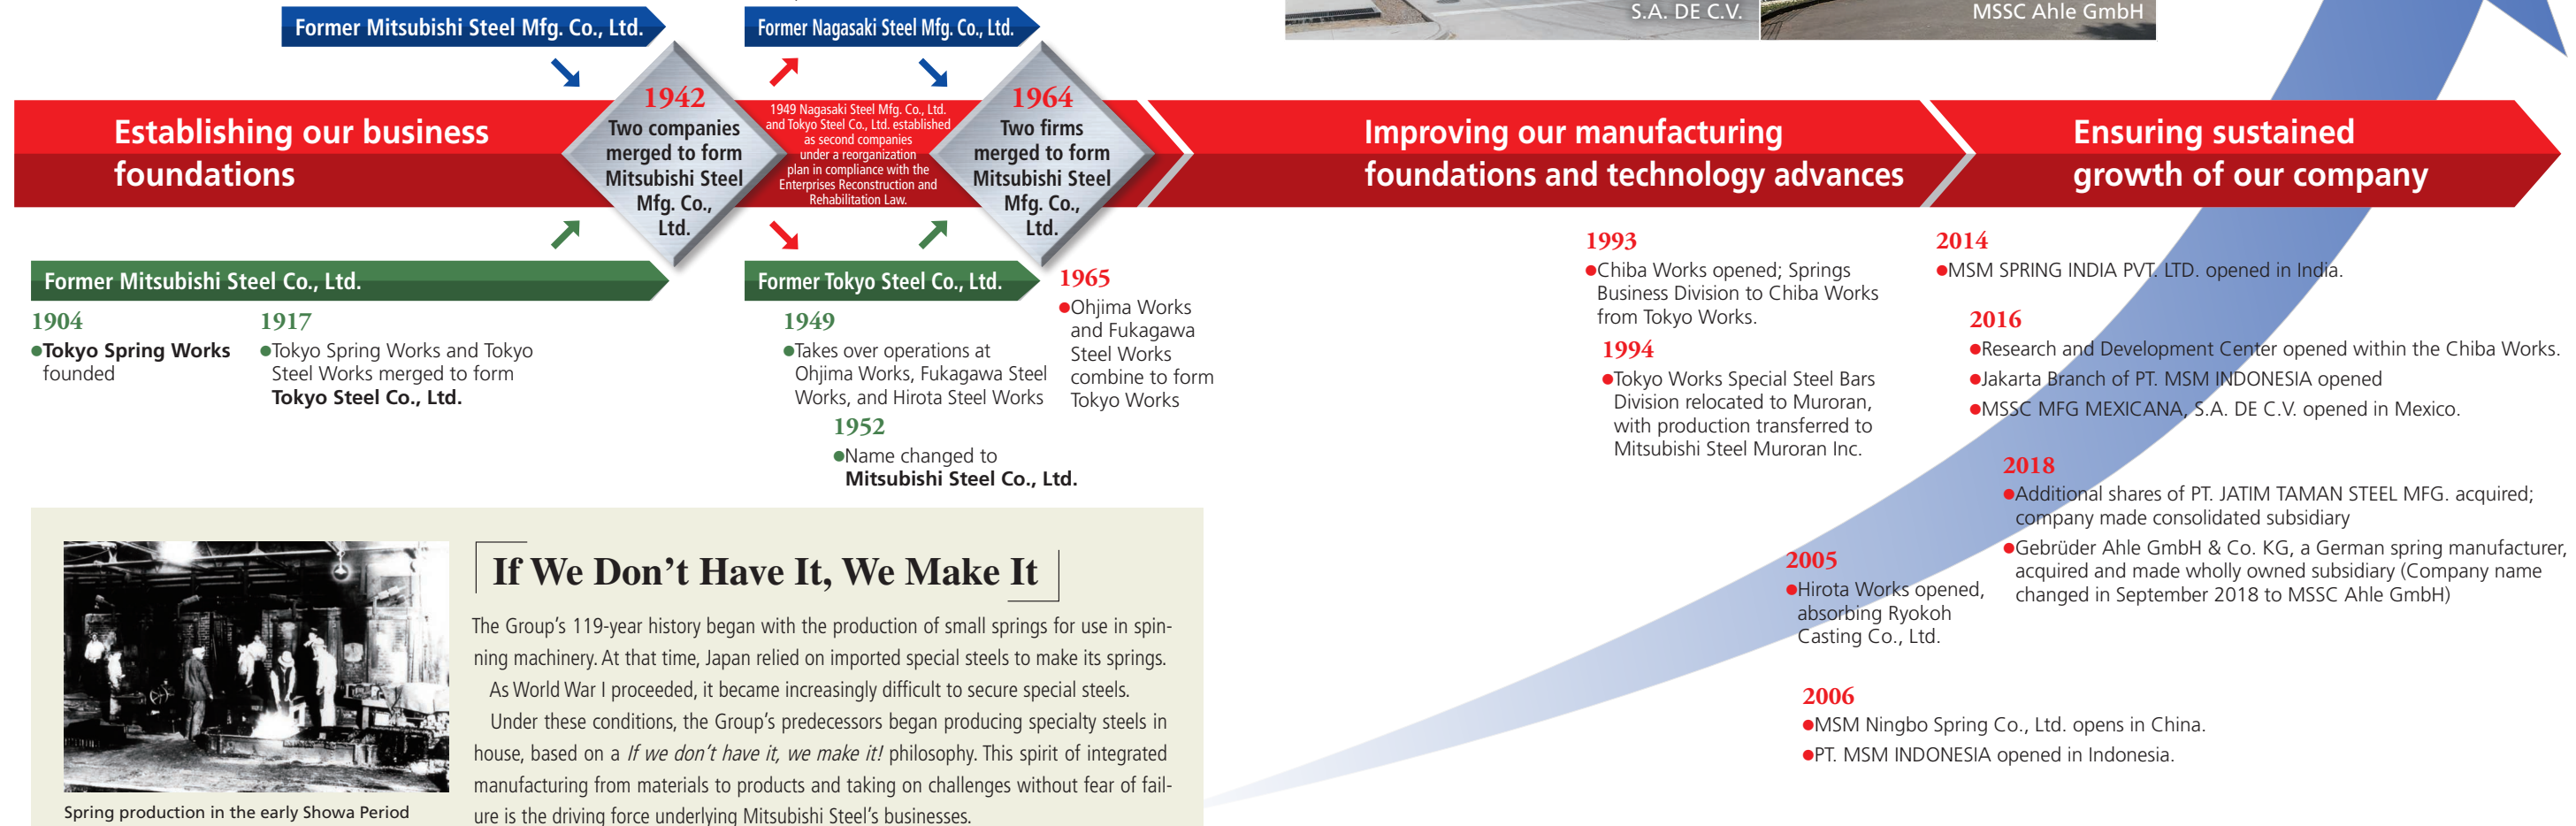 S.A. DE C.V.
MSSC Ahle GmbH
Former Mitsubishi Steel Mfg. Co., Ltd.
Former Nagasaki Steel Mfg. Co., Ltd.
Establishing our business
foundations
1942
Two companies
merged to form
Mitsubishi Steel
Mfg. Co.,
Ltd.
1949 Nagasaki Steel Mfg. Co., Ltd.
and Tokyo Steel Co., Ltd. established
as second companies
under a reorganization
plan in compliance with the
Enterprises Reconstruction and
Rehabilitation Law.
1964
Two firms
merged to form
Mitsubishi Steel
Mfg. Co.,
Ltd.
Improving our manufacturing
foundations and technology advances
Ensuring sustained
growth of our company
Former Mitsubishi Steel Co., Ltd.
1904
●Tokyo Spring Works
founded
1917
●Tokyo Spring Works and Tokyo
Steel Works merged to form
Tokyo Steel Co., Ltd.
Former Tokyo Steel Co., Ltd.
1949
●Takes over operations at
Ohjima Works, Fukagawa Steel
Works, and Hirota Steel Works
1952
●Name changed to
Mitsubishi Steel Co., Ltd.
1965
●Ohjima Works
and Fukagawa
Steel Works
combine to form
Tokyo Works
1993
●Chiba Works opened; Springs
Business Division to Chiba Works
from Tokyo Works.
1994
●Tokyo Works Special Steel Bars
Division relocated to Muroran,
with production transferred to
Mitsubishi Steel Muroran Inc.
2005
●Hirota Works opened,
absorbing Ryokoh
Casting Co., Ltd.
2006
●MSM Ningbo Spring Co., Ltd. opens in China.
●PT. MSM INDONESIA opened in Indonesia.
2014
●MSM SPRING INDIA PVT. LTD. opened in India.
2016
●Research and Development Center opened within the Chiba Works.
●Jakarta Branch of PT. MSM INDONESIA opened
●MSSC MFG MEXICANA, S.A. DE C.V. opened in Mexico.
2018
●Additional shares of PT. JATIM TAMAN STEEL MFG. acquired;
company made consolidated subsidiary
●Gebrüder Ahle GmbH & Co. KG, a German spring manufacturer,
acquired and made wholly owned subsidiary (Company name
changed in September 2018 to MSSC Ahle GmbH)
If We Don't Have It, We Make It
The Group's 119-year history began with the production of small springs for use in spin-
ning machinery. At that time, Japan relied on imported special steels to make its springs.
As World War I proceeded, it became increasingly difficult to secure special steels.
Under these conditions, the Group's predecessors began producing specialty steels in
house, based on a If we don't have it, we make it! philosophy. This spirit of integrated
manufacturing from materials to products and taking on challenges without fear of fail-
ure is the driving force underlying Mitsubishi Steel's businesses.
Spring production in the early Showa Period